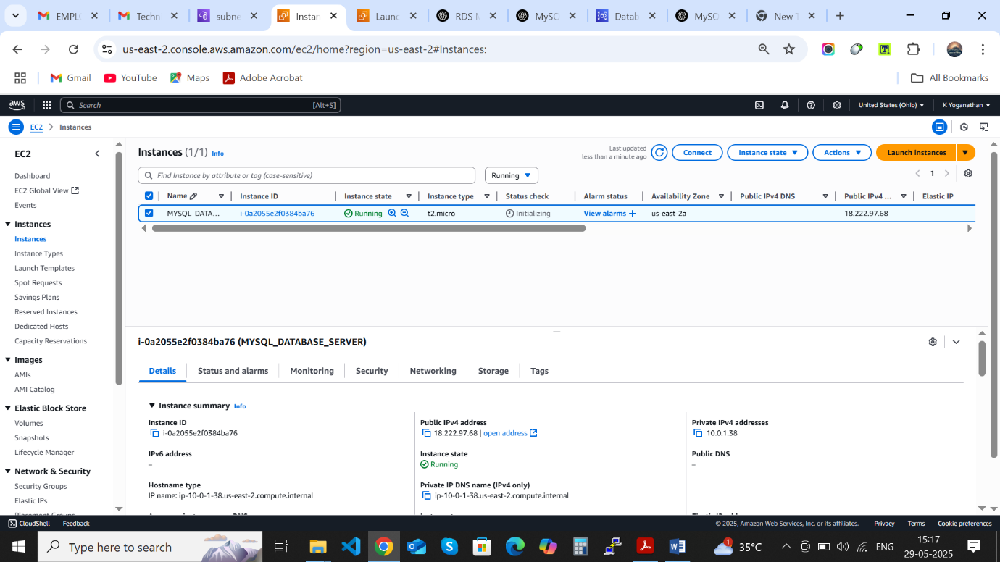 EMPLO
Techn
subne
Instan
Launc
RDS M
MySQ
Datab
MySQ
New T
us-east-2.console.aws.amazon.com/ec2/home?region=us-east-2#Instances:
Gmail YouTube Maps Adobe Acrobat All Bookmarks
aws Search [Alt+S] United States (Ohio) K Yoganathan
EC2 Instances
EC2
Dashboard
EC2 Global View
Events
Instances
Instances
Instance Types
Launch Templates
Spot Requests
Savings Plans
Reserved Instances
Dedicated Hosts
Capacity Reservations
Images
AMIs
AMI Catalog
Elastic Block Store
Volumes
Snapshots
Lifecycle Manager
Network & Security
Security Groups
Elastic IPs
Instances (1/1) Info
Last updated
less than a minute ago
Connect Instance state Actions Launch instances
Find Instance by attribute or tag (case-sensitive) Running 1
Name Instance ID Instance state Instance type Status check Alarm status Availability Zone Public IPv4 DNS Public IPv4 ... Elastic IP
MYSQL_DATA... i-0a2055e2f0384ba76 Running t2.micro Initializing View alarms + us-east-2a – 18.222.97.68 –
i-0a2055e2f0384ba76 (MYSQL_DATABASE_SERVER)
Details Status and alarms Monitoring Security Networking Storage Tags
Instance summary Info
Instance ID
i-0a2055e2f0384ba76
Public IPv4 address
18.222.97.68 | open address
Private IPv4 addresses
10.0.1.38
IPv6 address
–
Instance state
Running
Public DNS
–
Hostname type
IP name: ip-10-0-1-38.us-east-2.compute.internal
Private IP DNS name (IPv4 only)
ip-10-0-1-38.us-east-2.compute.internal
CloudShell Feedback © 2025, Amazon Web Services, Inc. or its affiliates. Privacy Terms Cookie preferences
Type here to search 1 35°C ENG 15:17
29-05-2025